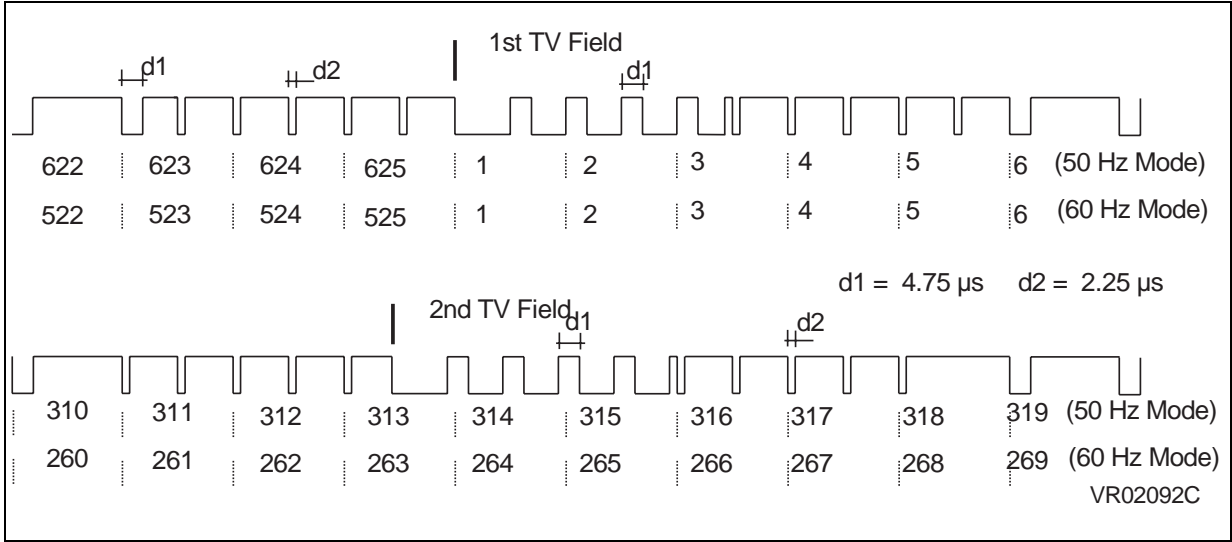 1st TV Field
d1 d2 d1
622 623 624 625 1 2 3 4 5 6 (50 Hz Mode)
522 523 524 525 1 2 3 4 5 6 (60 Hz Mode)
d1 = 4.75 µs d2 = 2.25 µs
2nd TV Field
d1 d2
310 311 312 313 314 315 316 317 318 319 (50 Hz Mode)
260 261 262 263 264 265 266 267 268 269 (60 Hz Mode)
VR02092C